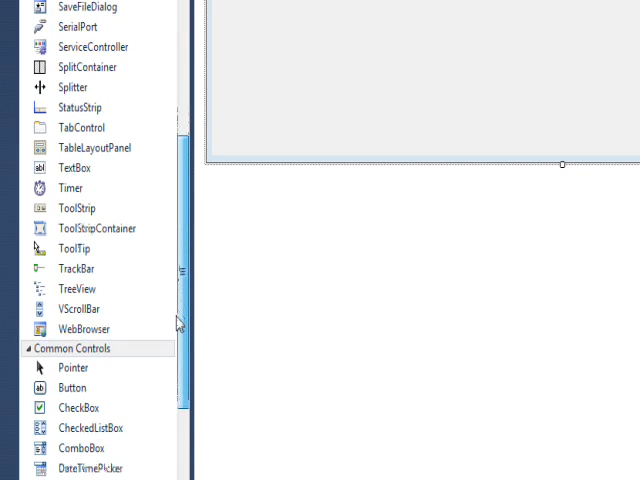 SaveFileDialog
SerialPort
ServiceController
SplitContainer
Splitter
StatusStrip
TabControl
TableLayoutPanel
TextBox
Timer
ToolStrip
ToolStripContainer
ToolTip
TrackBar
TreeView
VScrollBar
WebBrowser
Common Controls
Pointer
Button
CheckBox
CheckedListBox
ComboBox
DateTimePicker